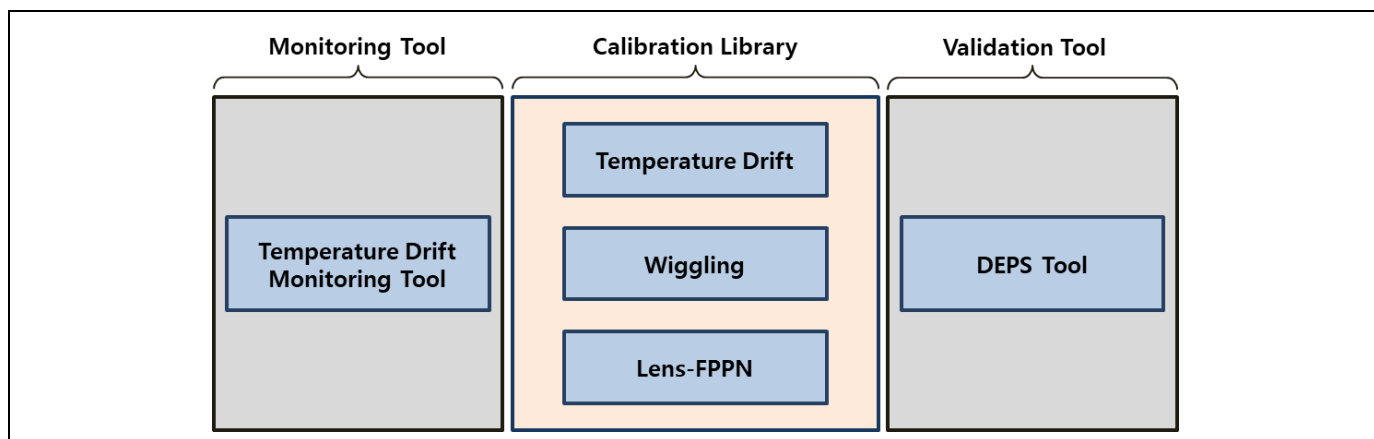 Monitoring Tool
Calibration Library
Validation Tool
Temperature Drift
Monitoring Tool
Temperature Drift
Wiggling
Lens-FPPN
DEPS Tool